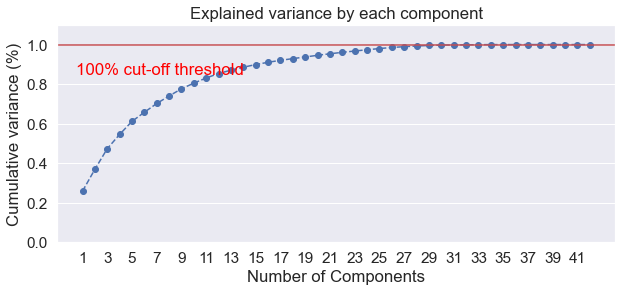 Explained variance by each component
Cumulative variance (%)
1.0
0.8
0.6
0.4
0.2
0.0
100% cut-off threshold
1 3 5 7 9 11 13 15 17 19 21 23 25 27 29 31 33 35 37 39 41
Number of Components